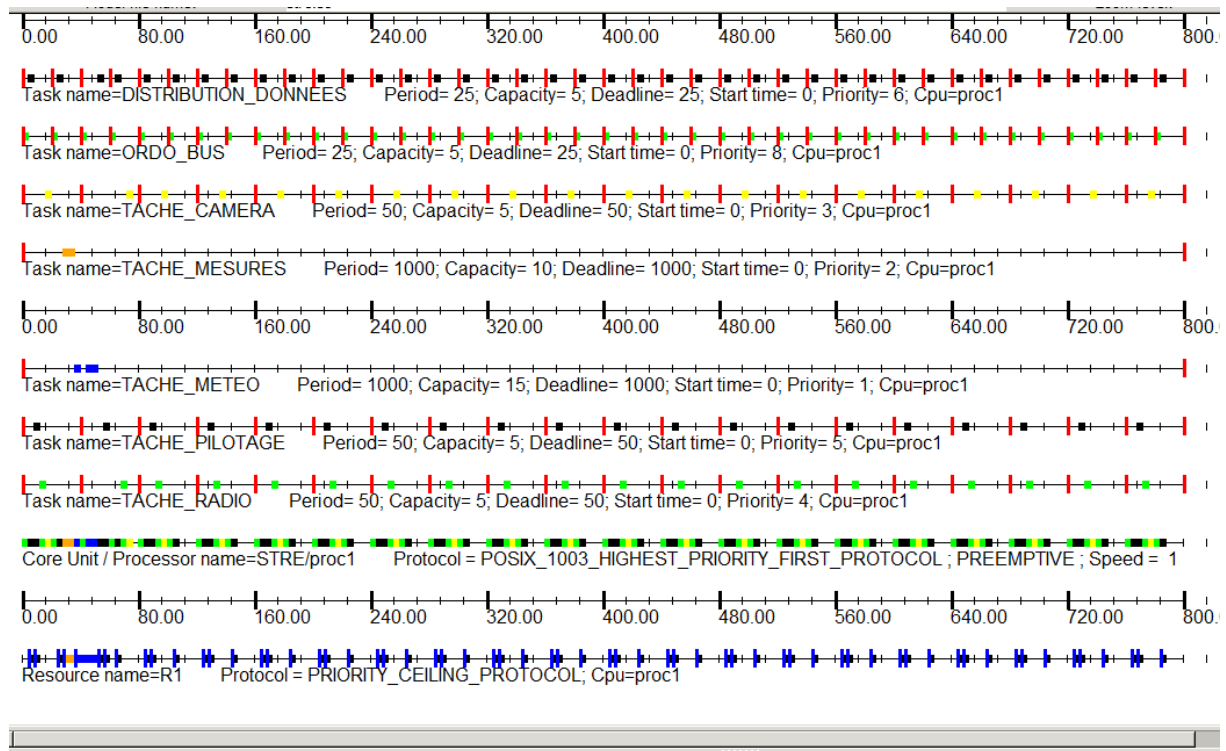 0.00 80.00 160.00 240.00 320.00 400.00 480.00 560.00 640.00 720.00 800.
Task name=DISTRIBUTION_DONNEES Period= 25; Capacity= 5; Deadline= 25; Start time= 0; Priority= 6; Cpu=proc1
Task name=ORDO_BUS Period= 25; Capacity= 5; Deadline= 25; Start time= 0; Priority= 8; Cpu=proc1
Task name=TACHE_CAMERA Period= 50; Capacity= 5; Deadline= 50; Start time= 0; Priority= 3; Cpu=proc1
Task name=TACHE_MESURES Period= 1000; Capacity= 10; Deadline= 1000; Start time= 0; Priority= 2; Cpu=proc1
0.00 80.00 160.00 240.00 320.00 400.00 480.00 560.00 640.00 720.00 800.
Task name=TACHE_METEO Period= 1000; Capacity= 15; Deadline= 1000; Start time= 0; Priority= 1; Cpu=proc1
Task name=TACHE_PILOTAGE Period= 50; Capacity= 5; Deadline= 50; Start time= 0; Priority= 5; Cpu=proc1
Task name=TACHE_RADIO Period= 50; Capacity= 5; Deadline= 50; Start time= 0; Priority= 4; Cpu=proc1
Core Unit / Processor name=STRE/proc1 Protocol = POSIX_1003_HIGHEST_PRIORITY_FIRST_PROTOCOL ; PREEMPTIVE ; Speed = 1
0.00 80.00 160.00 240.00 320.00 400.00 480.00 560.00 640.00 720.00 800.
Resource name=R1 Protocol = PRIORITY_CEILING_PROTOCOL; Cpu=proc1